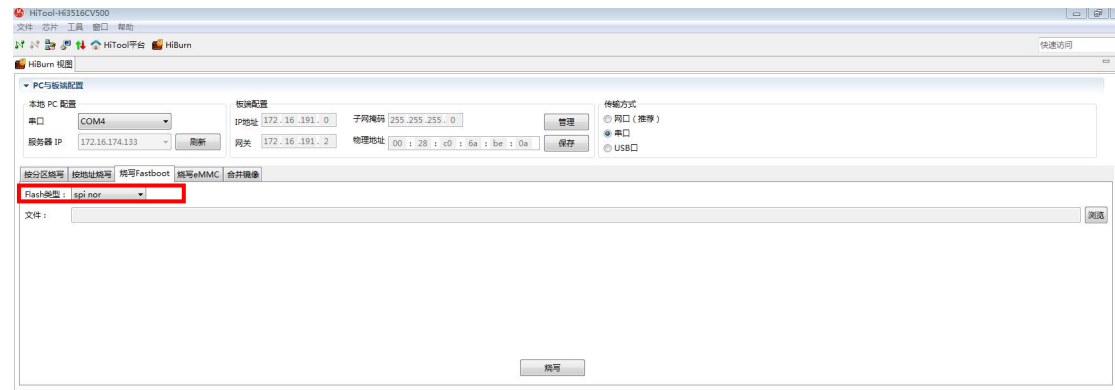 HiTool-Hi3516CV500
文件 芯片 工具 窗口 帮助
HiTool平台 HiBurn
快速访问
HiBurn 视图
PC与板端配置
本地 PC 配置 板端配置 传输方式
串口 COM4 IP地址 172 . 16 .191 . 0 子网掩码 255 .255 .255 . 0 管理 网口（推荐）
串口
服务器 IP 172.16.174.133 刷新 网关 172 . 16 .191 . 2 物理地址 00 : 28 : c0 : 6a : be : 0a 保存
USB口
按分区烧写 按地址烧写 烧写Fastboot 烧写eMMC 合并镜像
Flash类型： spi nor
文件： 浏览
烧写